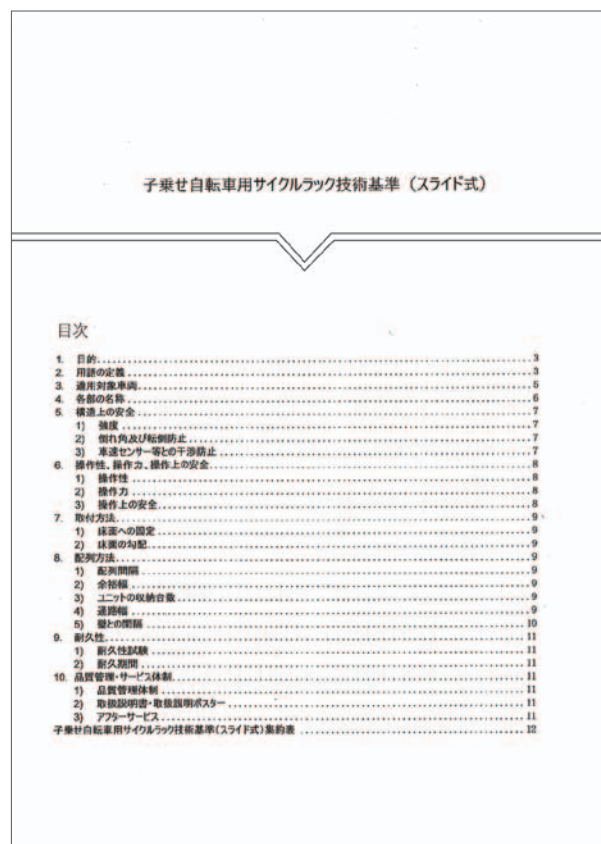 子乗せ自転車用サイクルラック技術基準(スライド式)
目次
1. 目的 3
2. 用語の定義 3
3. 適用対象車両 5
4. 各部の名称 6
5. 構造上の安全 7
1) 強度 7
2) 倒れ角及び転倒防止 7
3) 車速センサー等との干渉防止 7
6. 操作性、操作力、操作上の安全 8
1) 操作性 8
2) 操作力 8
3) 操作上の安全 8
7. 取付方法 9
1) 床面への固定 9
2) 床面の勾配 9
8. 配列方法 9
1) 配列間隔 9
2) 余裕幅 9
3) ユニットの収納台数 9
4) 通路幅 9
5) 壁との間隔 10
9. 耐久性 11
1) 耐久性試験 11
2) 耐久期間 11
10. 品質管理・サービス体制 11
1) 品質管理体制 11
2) 取扱説明書・取扱説明ポスター 11
3) アフターサービス 11
子乗せ自転車用サイクルラック技術基準(スライド式)集約表 12